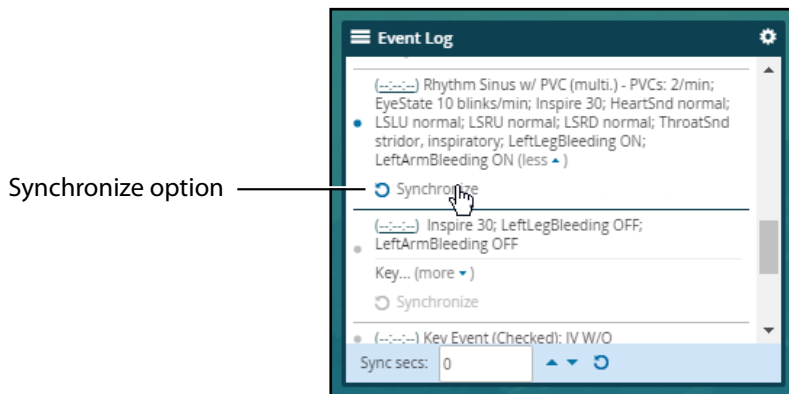 Event Log
(--:--:--) Rhythm Sinus w/ PVC (multi.) - PVCs: 2/min;
EyeState 10 blinks/min; Inspire 30; HeartSnd normal;
LSLU normal; LSRU normal; LSRD normal; ThroatSnd
stridor, inspiratory; LeftLegBleeding ON;
LeftArmBleeding ON (less ▴ )
Synchronize option
Synchronize
(--:--:--) Inspire 30; LeftLegBleeding OFF;
LeftArmBleeding OFF
Key... (more ▾ )
Synchronize
(--:--:--) Key Event (Checked): IV W/O
Sync secs: 0